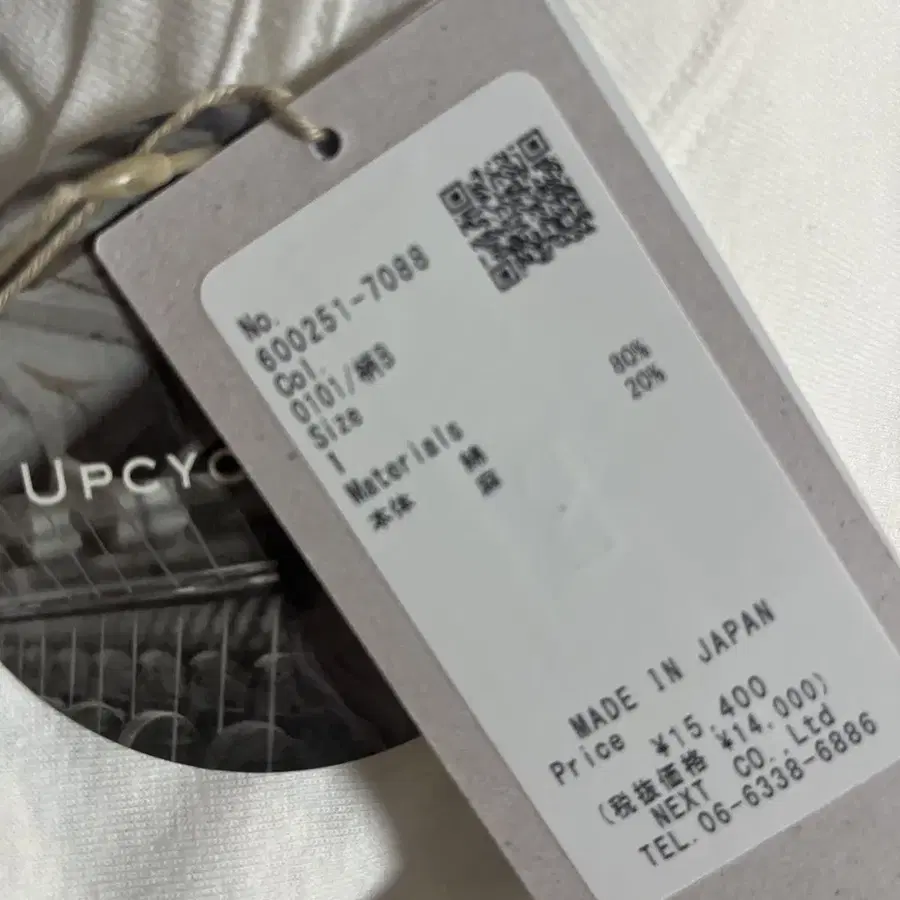 No.
600251-7088
Col.
0101/柄3
Size
1
Materials
本体 綿 80%
麻 20%
MADE IN JAPAN
Price ¥15,400
(税抜価格 ¥14,000)
NEXT CO.,Ltd
TEL.06-6338-6886
UPCYC